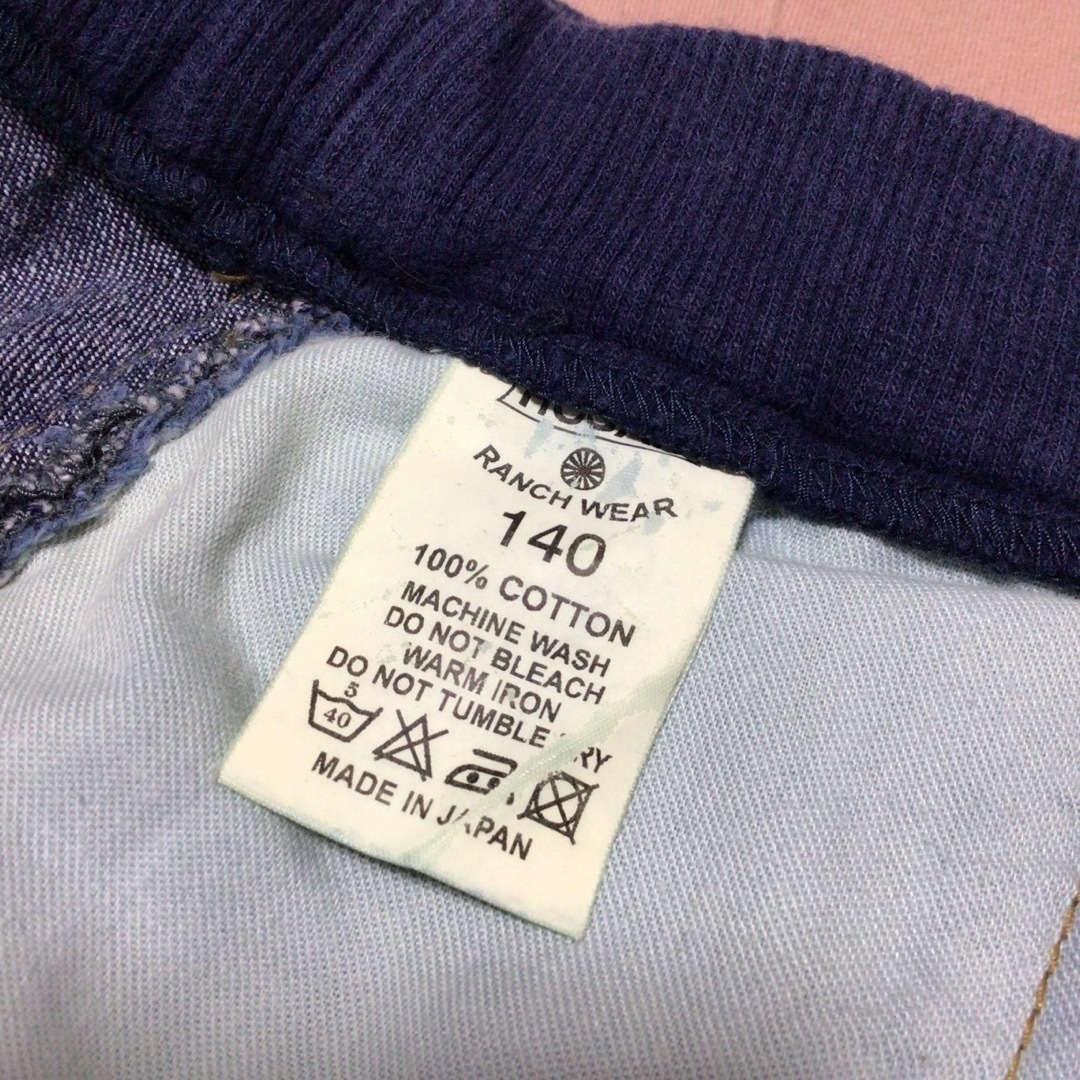 RANCH WEAR
140
100% COTTON
MACHINE WASH
DO NOT BLEACH
WARM IRON
DO NOT TUMBLE
5
40
MADE IN JAPAN